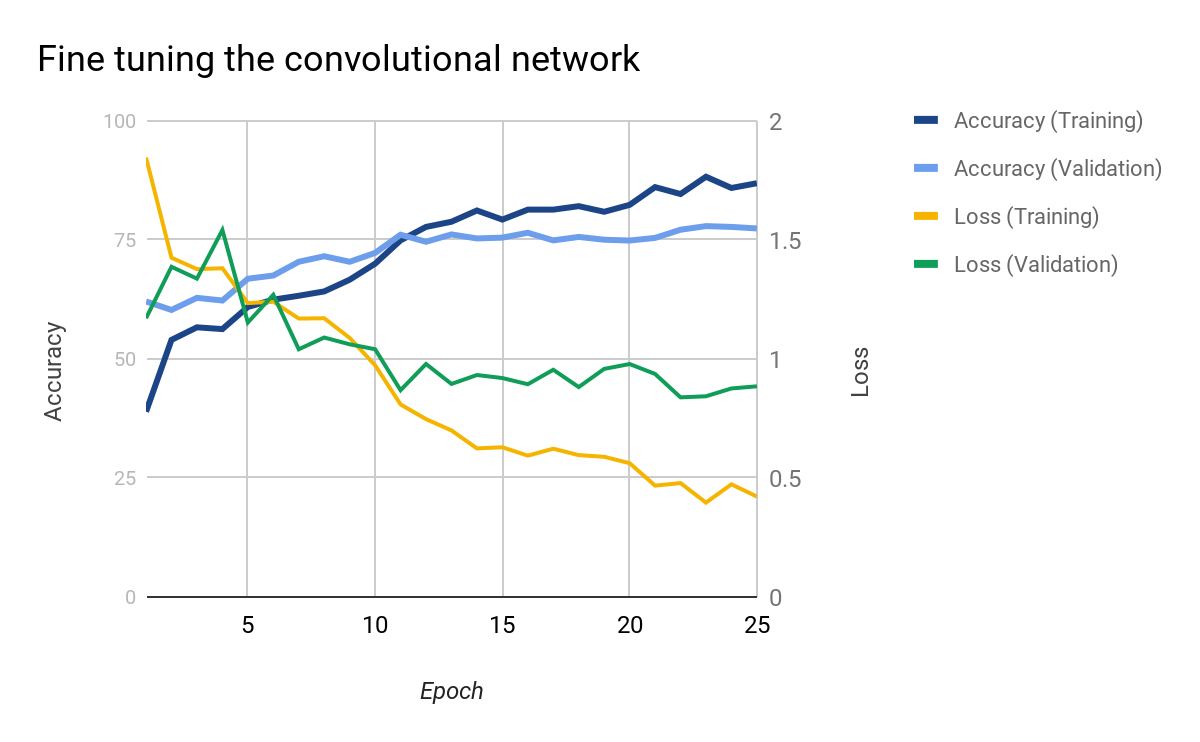 Fine tuning the convolutional network
100
75
50
25
0
Accuracy
2
1.5
1
0.5
0
Loss
5 10 15 20 25
Epoch
Accuracy (Training)
Accuracy (Validation)
Loss (Training)
Loss (Validation)